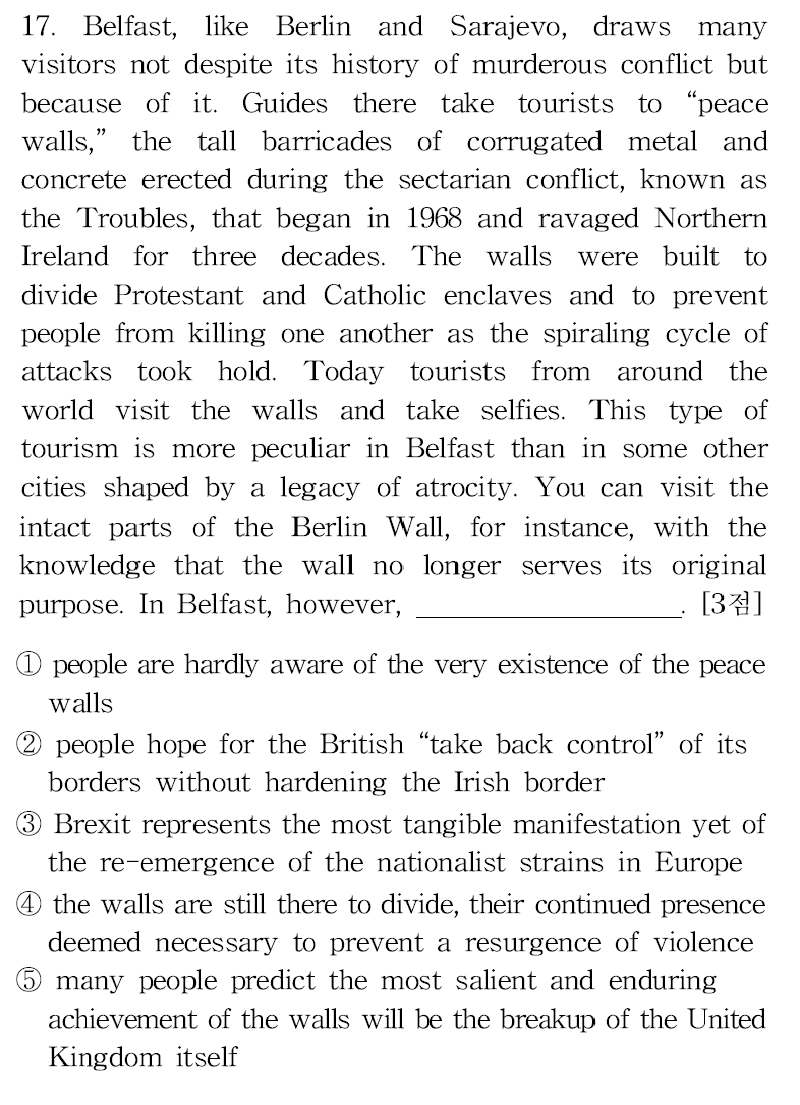 17. Belfast, like Berlin and Sarajevo, draws many
visitors not despite its history of murderous conflict but
because of it. Guides there take tourists to “peace
walls,” the tall barricades of corrugated metal and
concrete erected during the sectarian conflict, known as
the Troubles, that began in 1968 and ravaged Northern
Ireland for three decades. The walls were built to
divide Protestant and Catholic enclaves and to prevent
people from killing one another as the spiraling cycle of
attacks took hold. Today tourists from around the
world visit the walls and take selfies. This type of
tourism is more peculiar in Belfast than in some other
cities shaped by a legacy of atrocity. You can visit the
intact parts of the Berlin Wall, for instance, with the
knowledge that the wall no longer serves its original
purpose. In Belfast, however, ____________________. [3점]
① people are hardly aware of the very existence of the peace
walls
② people hope for the British “take back control” of its
borders without hardening the Irish border
③ Brexit represents the most tangible manifestation yet of
the re-emergence of the nationalist strains in Europe
④ the walls are still there to divide, their continued presence
deemed necessary to prevent a resurgence of violence
⑤ many people predict the most salient and enduring
achievement of the walls will be the breakup of the United
Kingdom itself